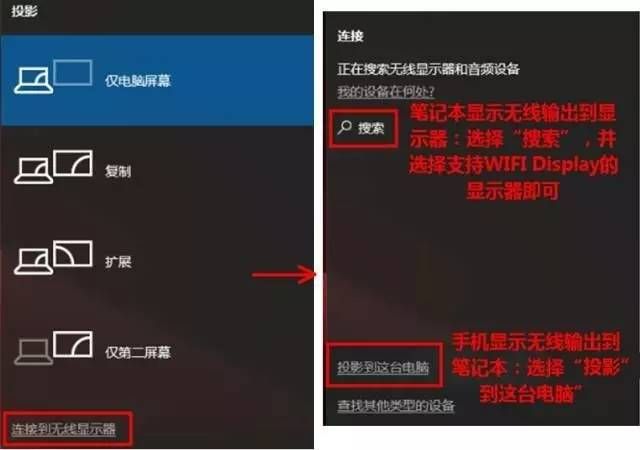 投影
仅电脑屏幕
复制
扩展
仅第二屏幕
连接到无线显示器
连接
正在搜索无线显示器和音频设备
我的设备在何处?
搜索
笔记本显示无线输出到显
示器：选择“搜索”，并
选择支持WIFI Display的
显示器即可
手机显示无线输出到
笔记本：选择“投影”
到这台电脑”
投影到这台电脑
查找其他类型的设备